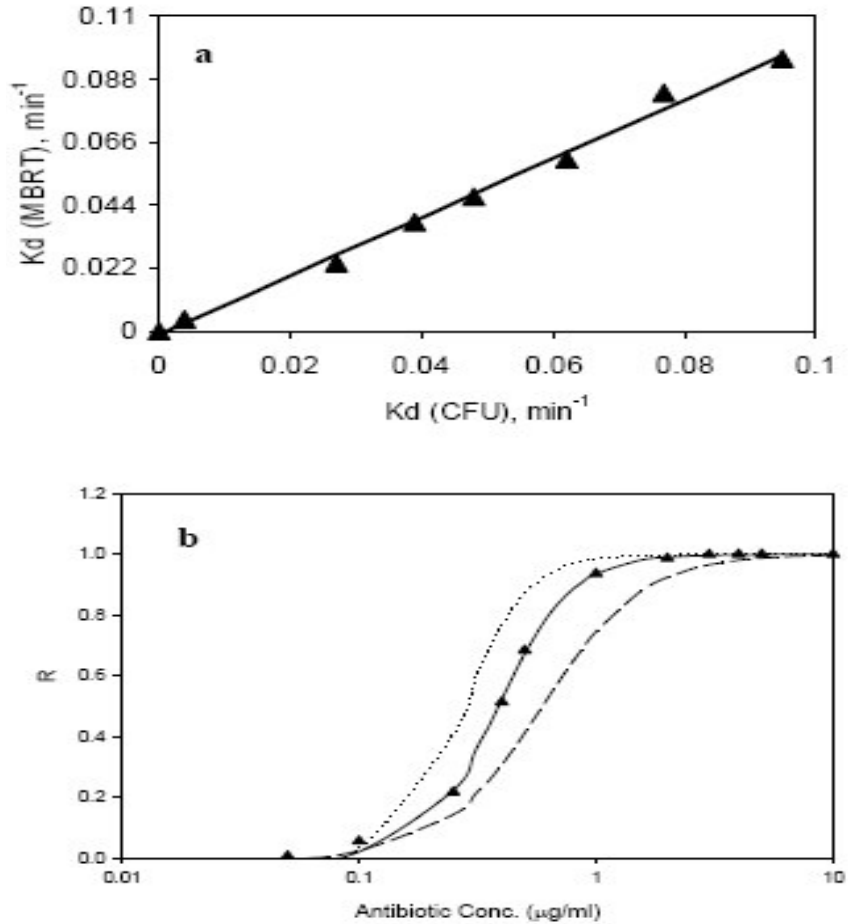 a
Kd (MBRT), min⁻¹
0.11
0.088
0.066
0.044
0.022
0
0 0.02 0.04 0.06 0.08 0.1
Kd (CFU), min⁻¹
b
R
1.2
1.0
0.8
0.6
0.4
0.2
0.0
0.01 0.1 1 10
Antibiotic Conc. (μg/ml)